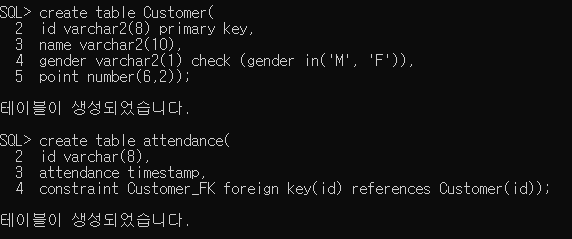 SQL> create table Customer(
  2  id varchar2(8) primary key,
  3  name varchar2(10),
  4  gender varchar2(1) check (gender in('M', 'F')),
  5  point number(6,2));
테이블이 생성되었습니다.
SQL> create table attendance(
  2  id varchar(8),
  3  attendance timestamp,
  4  constraint Customer_FK foreign key(id) references Customer(id));
테이블이 생성되었습니다.